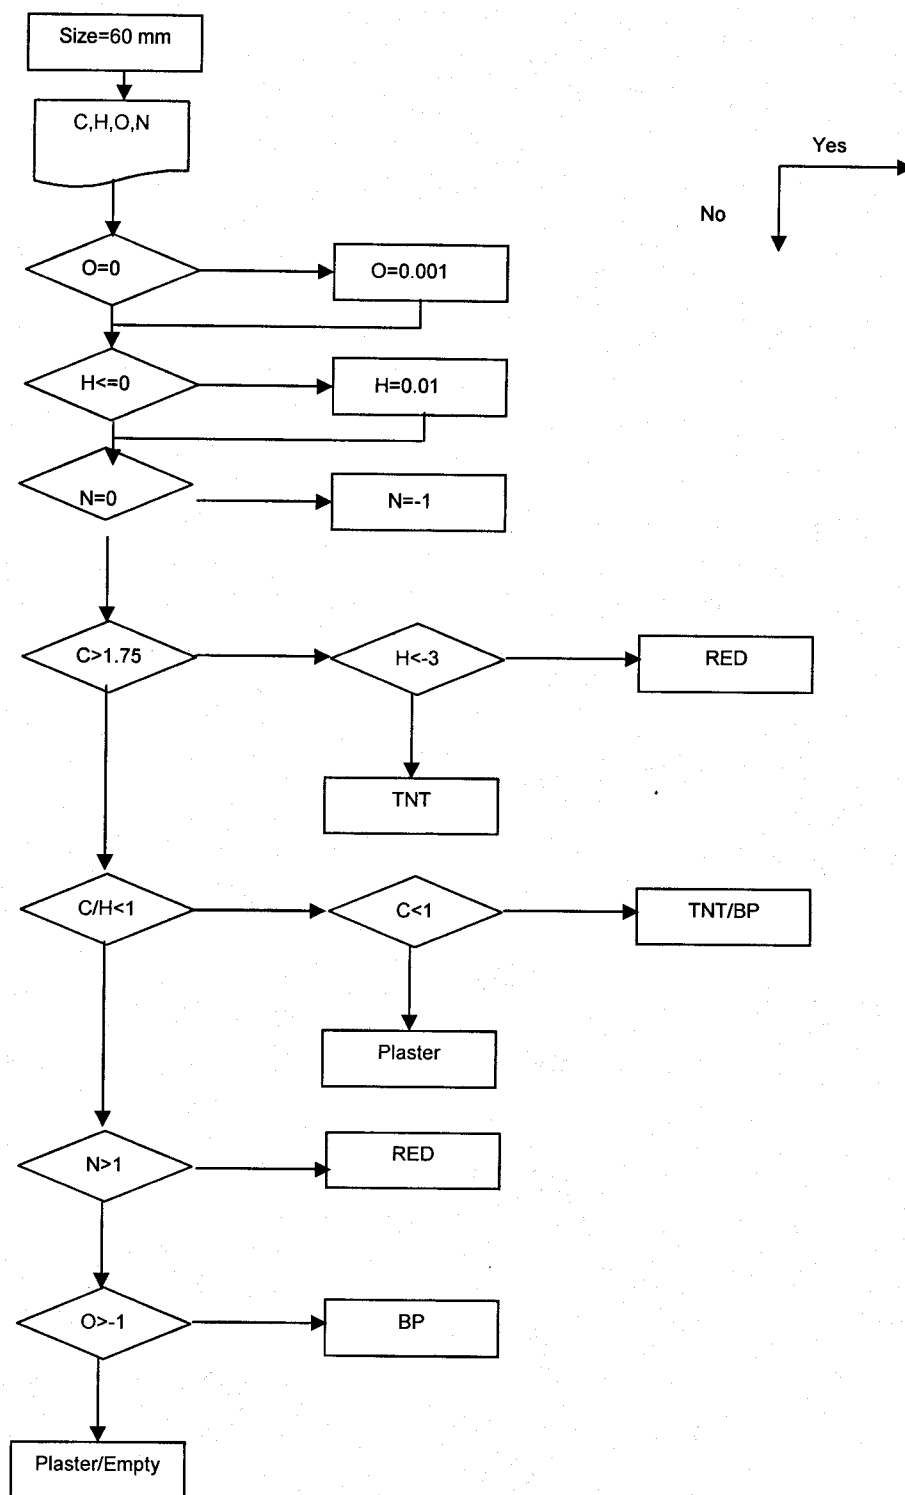 Size=60 mm
C,H,O,N
Yes
No
O=0
O=0.001
H<=0
H=0.01
N=0
N=-1
C>1.75
H<-3
RED
TNT
C/H<1
C<1
TNT/BP
Plaster
N>1
RED
O>-1
BP
Plaster/Empty